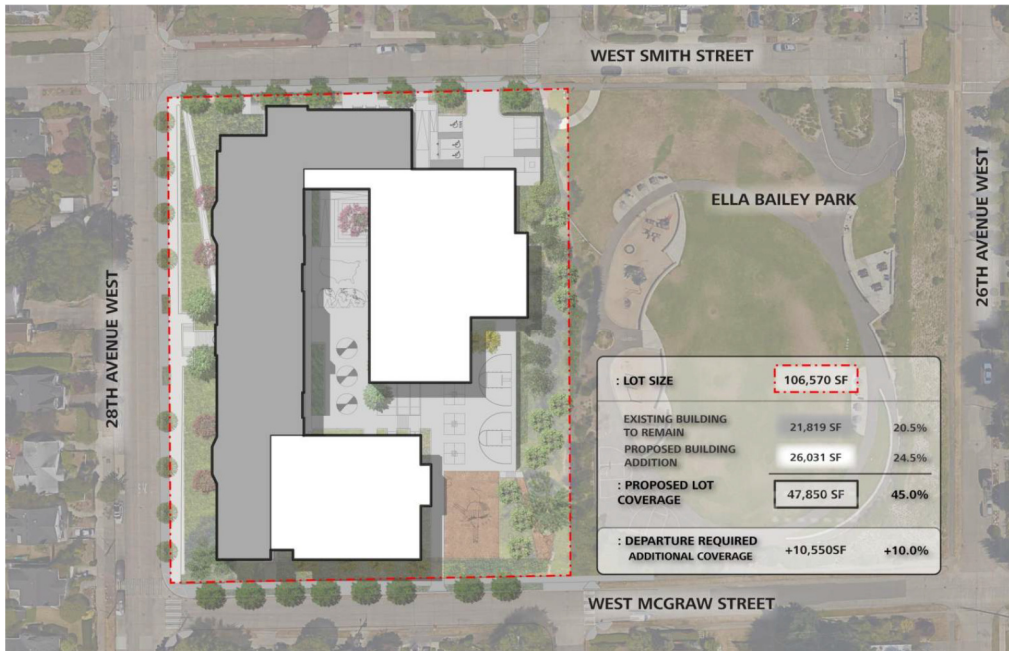 WEST SMITH STREET
ELLA BAILEY PARK
26TH AVENUE WEST
28TH AVENUE WEST
: LOT SIZE 106,570 SF
EXISTING BUILDING
TO REMAIN 21,819 SF 20.5%
PROPOSED BUILDING
ADDITION 26,031 SF 24.5%
: PROPOSED LOT
COVERAGE 47,850 SF 45.0%
: DEPARTURE REQUIRED
ADDITIONAL COVERAGE +10,550SF +10.0%
WEST MCGRAW STREET